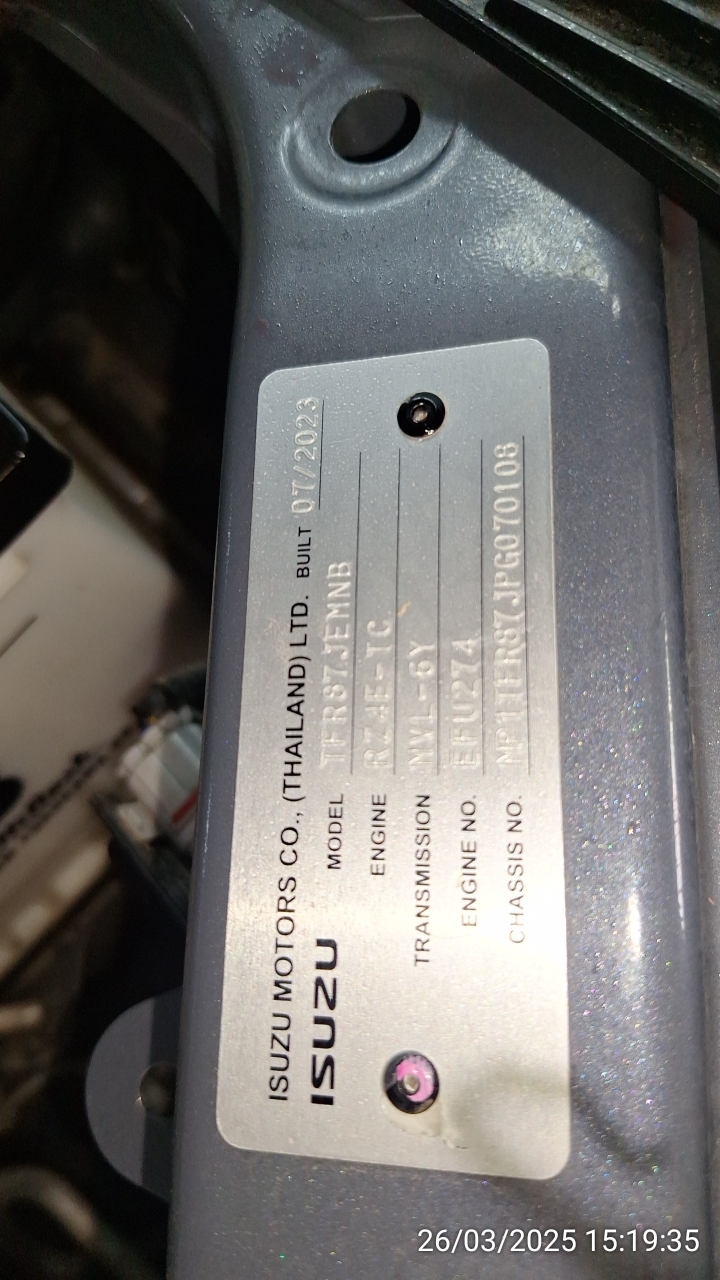 ISUZU MOTORS CO., (THAILAND) LTD. BUILT 07/2023
ISUZU
MODEL TFR87JEMNB
ENGINE RZ4E-TC
TRANSMISSION MVL-6Y
ENGINE NO. EFU274
CHASSIS NO. MP1TFR87JPG070108
26/03/2025 15:19:35